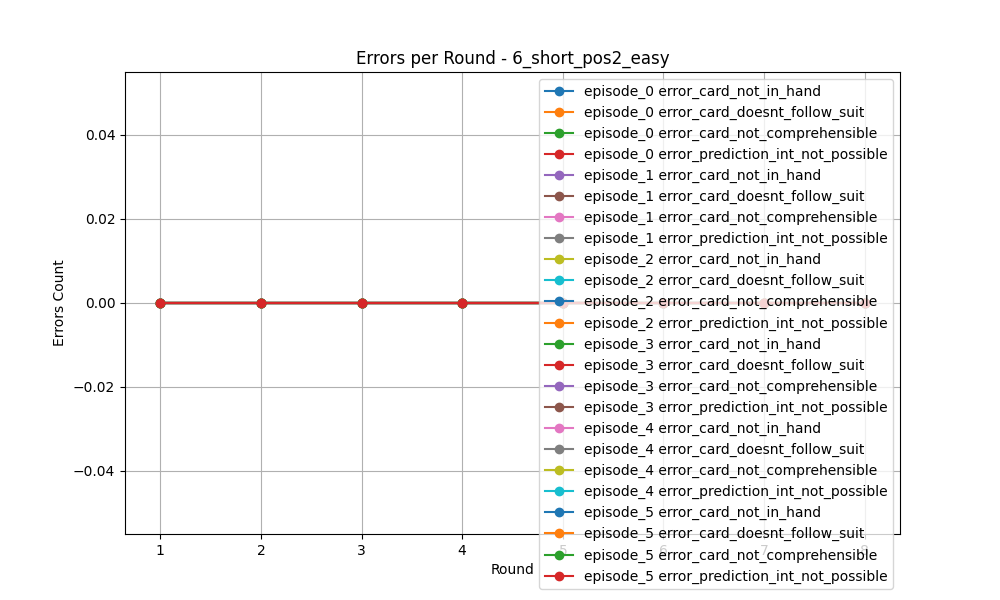 Errors per Round - 6_short_pos2_easy
Errors Count
0.04
0.02
0.00
−0.02
−0.04
episode_0 error_card_not_in_hand
episode_0 error_card_doesnt_follow_suit
episode_0 error_card_not_comprehensible
episode_0 error_prediction_int_not_possible
episode_1 error_card_not_in_hand
episode_1 error_card_doesnt_follow_suit
episode_1 error_card_not_comprehensible
episode_1 error_prediction_int_not_possible
episode_2 error_card_not_in_hand
episode_2 error_card_doesnt_follow_suit
episode_2 error_card_not_comprehensible
episode_2 error_prediction_int_not_possible
episode_3 error_card_not_in_hand
episode_3 error_card_doesnt_follow_suit
episode_3 error_card_not_comprehensible
episode_3 error_prediction_int_not_possible
episode_4 error_card_not_in_hand
episode_4 error_card_doesnt_follow_suit
episode_4 error_card_not_comprehensible
episode_4 error_prediction_int_not_possible
episode_5 error_card_not_in_hand
episode_5 error_card_doesnt_follow_suit
episode_5 error_card_not_comprehensible
episode_5 error_prediction_int_not_possible
1 2 3 4
Round